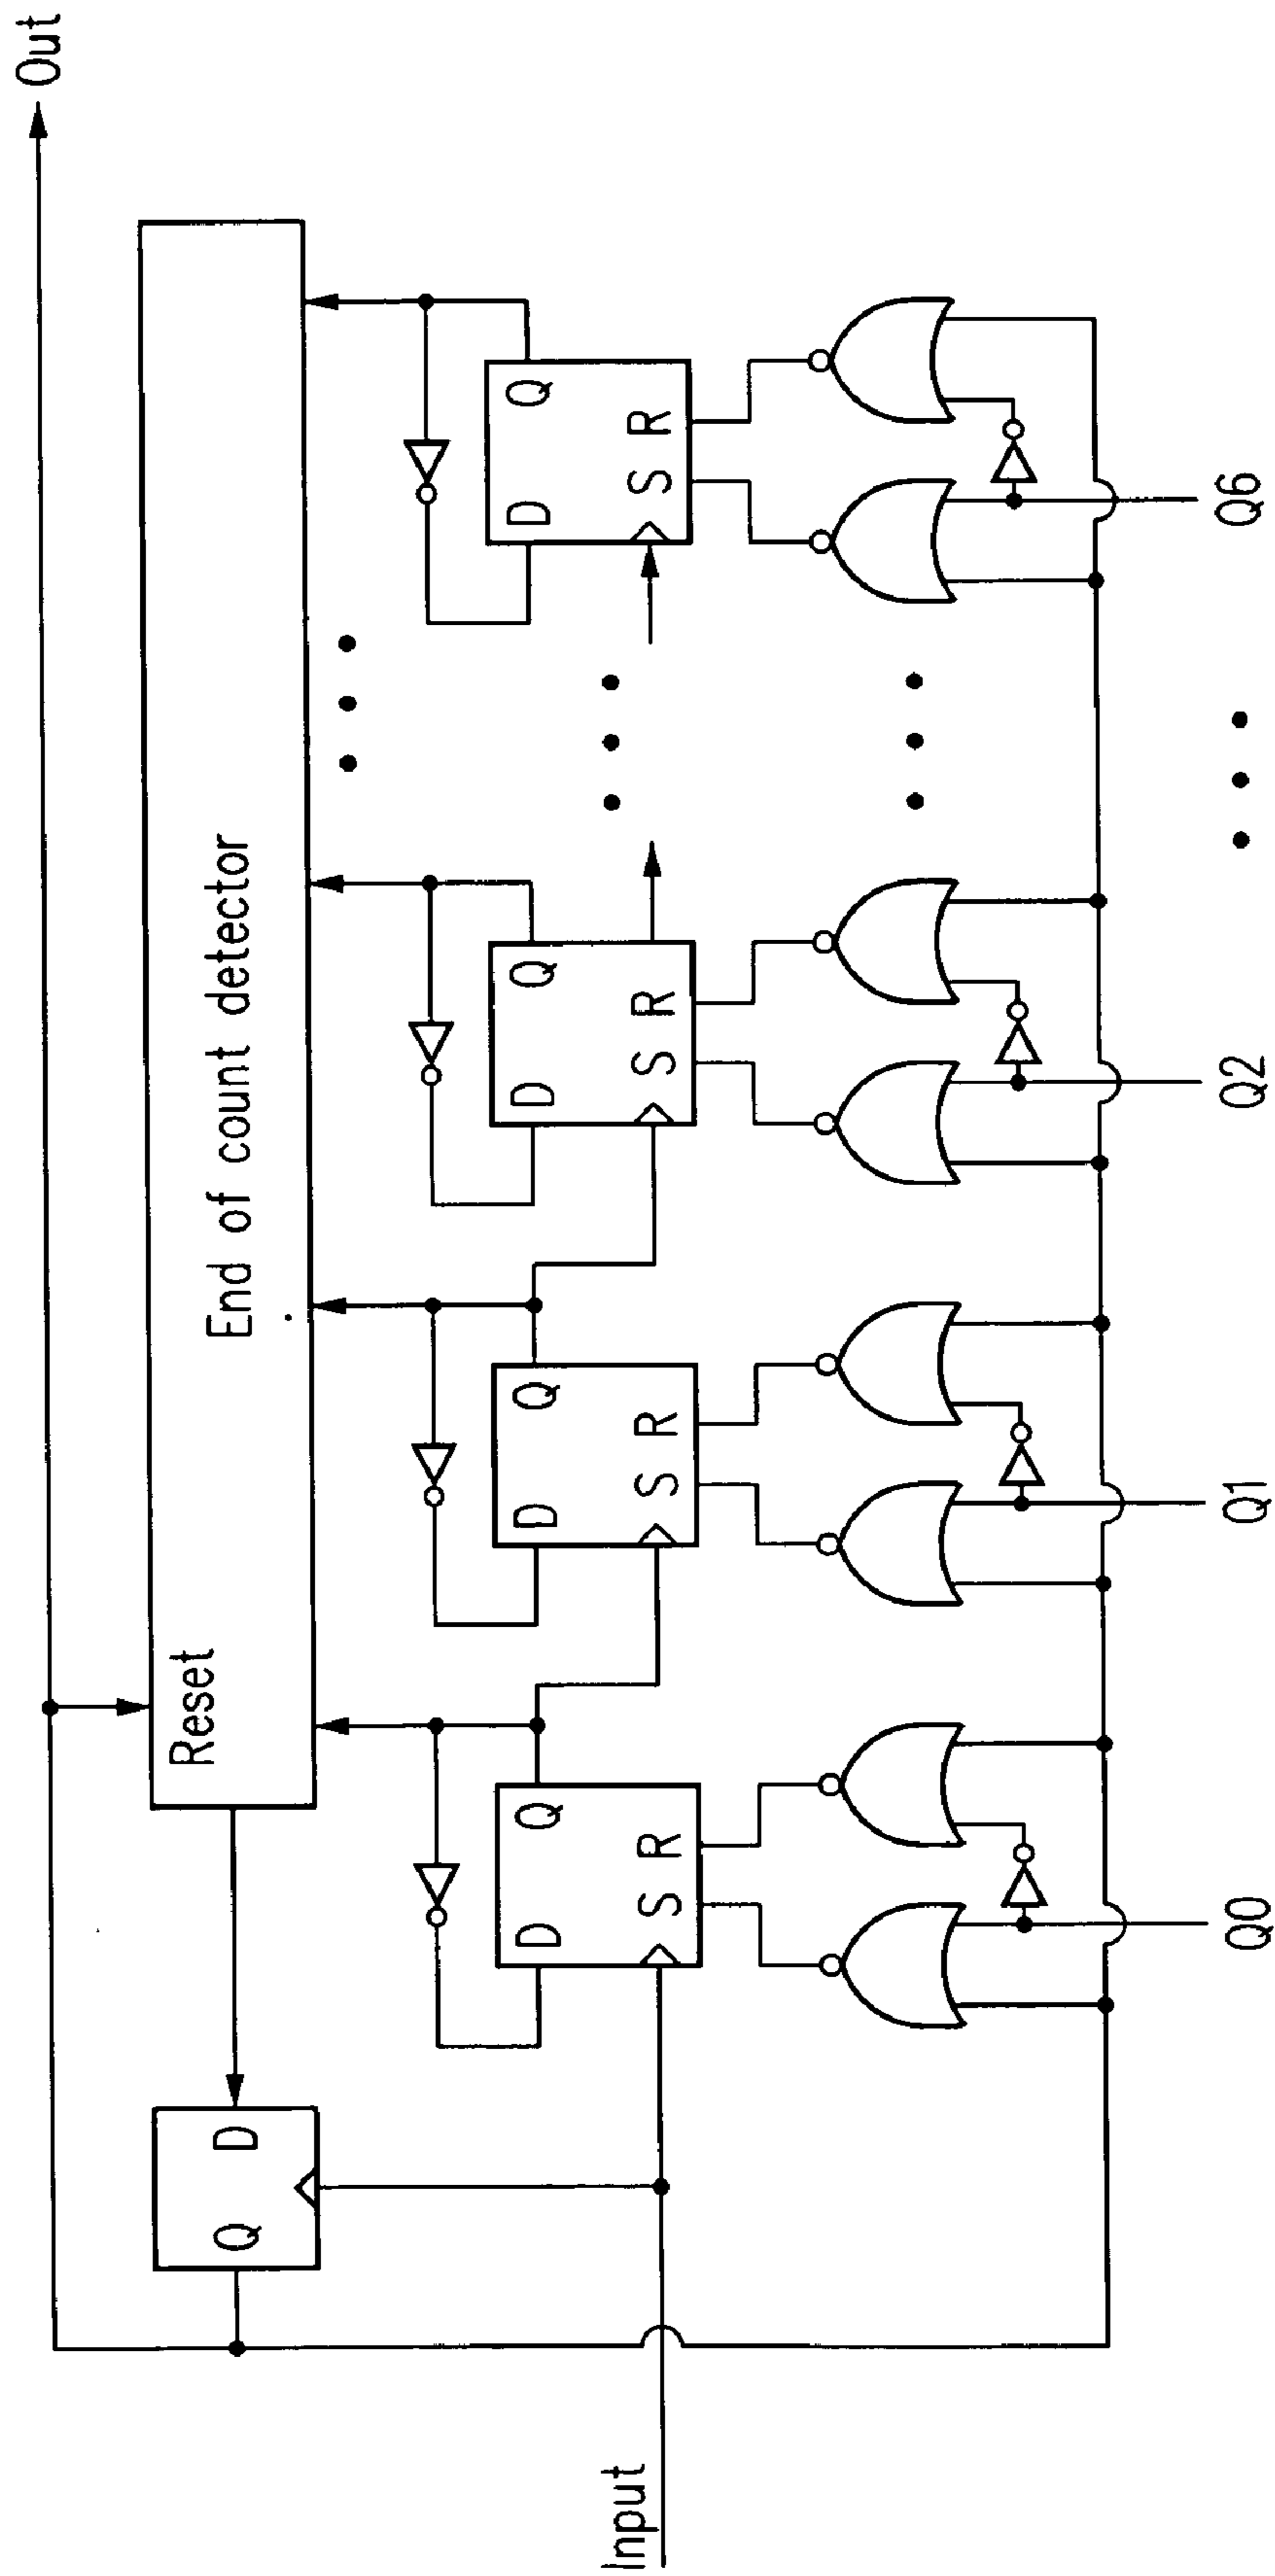 Out
End of count detector
Reset
Q D
D Q
S R
D Q
S R
D Q
S R
D Q
S R
Input
Q0 Q1 Q2 Q6